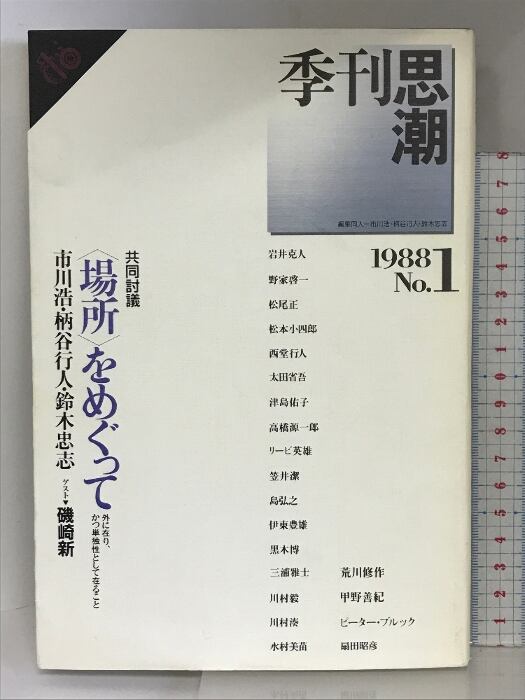 季刊思潮
編集同人=市川浩・柄谷行人・鈴木忠志
1988
No.1
共同討議
〈場所〉をめぐって
外に在り、
かつ単独性として在ること
市川浩・柄谷行人・鈴木忠志
ゲスト▼磯崎新
岩井克人
野家啓一
松尾正
松本小四郎
西堂行人
太田省吾
津島佑子
高橋源一郎
リービ英雄
笠井潔
島弘之
伊東豊雄
黒木博
三浦雅士
川村毅
川村湊
水村美苗
荒川修作
甲野善紀
ピーター・ブルック
扇田昭彦